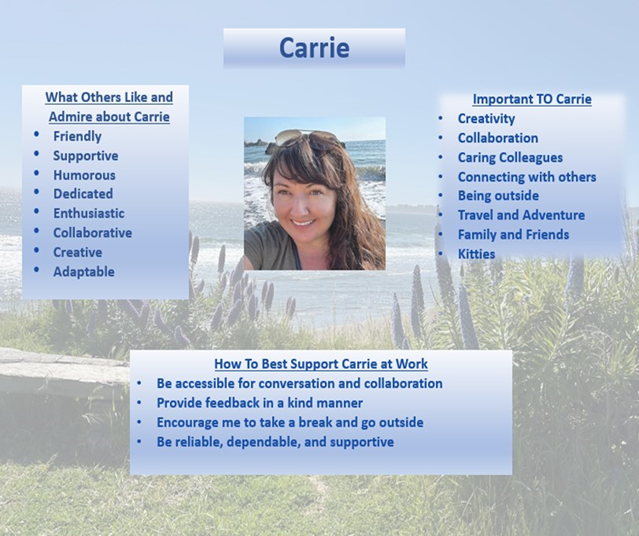 Carrie
What Others Like and
Admire about Carrie
• Friendly
• Supportive
• Humorous
• Dedicated
• Enthusiastic
• Collaborative
• Creative
• Adaptable
Important TO Carrie
• Creativity
• Collaboration
• Caring Colleagues
• Connecting with others
• Being outside
• Travel and Adventure
• Family and Friends
• Kitties
How To Best Support Carrie at Work
• Be accessible for conversation and collaboration
• Provide feedback in a kind manner
• Encourage me to take a break and go outside
• Be reliable, dependable, and supportive